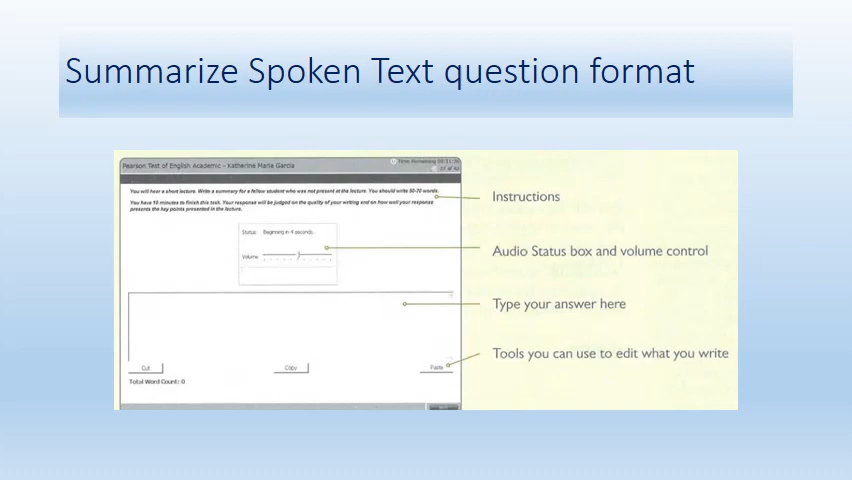 Summarize Spoken Text question format
Pearson Test of English Academic - Katherine Marie Garcia
Time Remaining
of 42
You will hear a short lecture. Write a summary for a fellow student who was not present at the lecture. You should write 50-70 words.
You have 10 minutes to finish this task. Your response will be judged on the quality of your writing and on how well your response
presents the key points presented in the lecture.
Instructions
Status: Beginning in 4 seconds.
Audio Status box and volume control
Volume
Type your answer here
Tools you can use to edit what you write
Cut Copy Paste
Total Word Count: 0